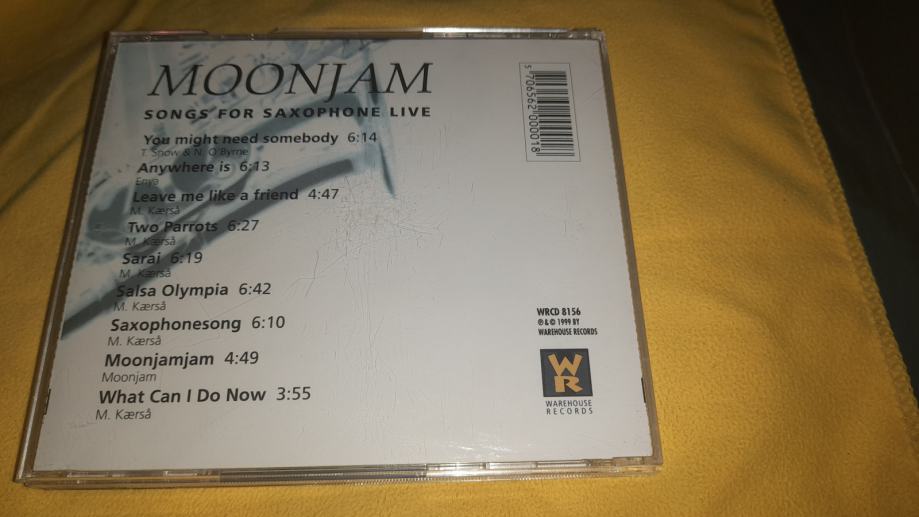 MOONJAM
SONGS FOR SAXOPHONE LIVE
You might need somebody 6:14
T. Snow & N. O'Byrne
Anywhere is 6:13
Enya
Leave me like a friend 4:47
M. Kærså
Two Parrots 6:27
M. Kærså
Sarai 6:19
M. Kærså
Salsa Olympia 6:42
M. Kærså
Saxophonesong 6:10
M. Kærså
Moonjamjam 4:49
Moonjam
What Can I Do Now 3:55
M. Kærså
5 706562 000018
WRCD 8156
℗ & © 1999 BY
WAREHOUSE RECORDS
WR
WAREHOUSE
RECORDS